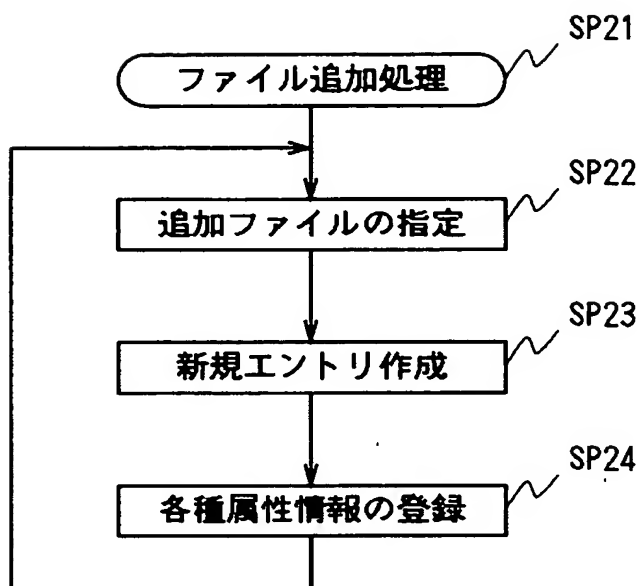 SP21
ファイル追加処理
SP22
追加ファイルの指定
SP23
新規エントリ作成
SP24
各種属性情報の登録